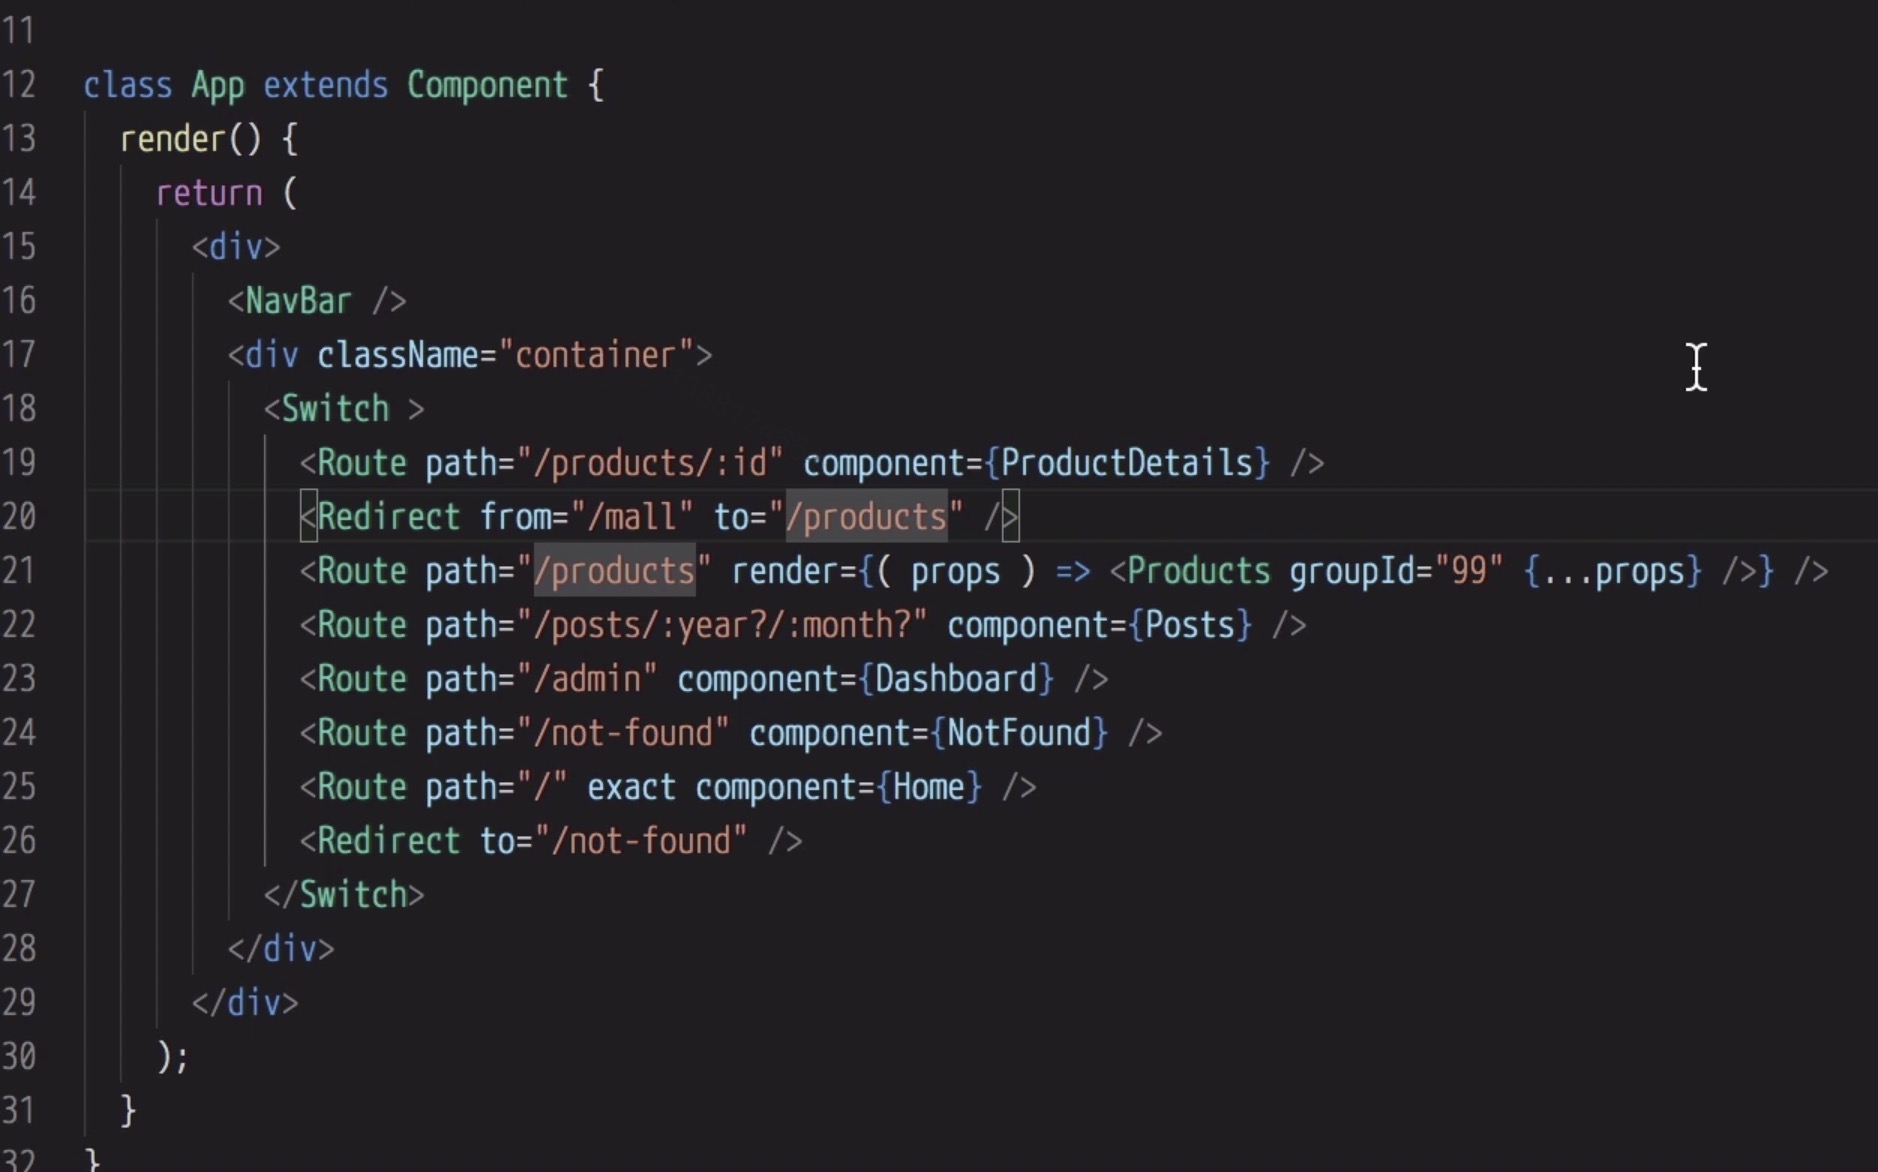 11
12 class App extends Component {
13 render() {
14 return (
15 <div>
16 <NavBar />
17 <div className="container">
18 <Switch >
19 <Route path="/products/:id" component={ProductDetails} />
20 <Redirect from="/mall" to="/products" />
21 <Route path="/products" render={( props ) => <Products groupId="99" {...props} />} />
22 <Route path="/posts/:year?/:month?" component={Posts} />
23 <Route path="/admin" component={Dashboard} />
24 <Route path="/not-found" component={NotFound} />
25 <Route path="/" exact component={Home} />
26 <Redirect to="/not-found" />
27 </Switch>
28 </div>
29 </div>
30 );
31 }
32 }